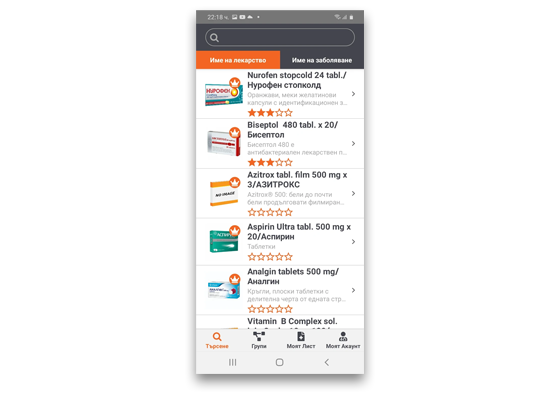 22:18
Име на лекарство
Име на заболяване
Nurofen stopcold 24 tabl./
Нурофен стопколд
Оранжави, меки желатинови
капсули с идентификационен з...
Biseptol 480 tabl. x 20/
Бисептол
Бисептол 480 е
антибактериален лекарствен п...
Azitrox tabl. film 500 mg x
3/АЗИТРОКС
Azitrox® 500: бели до почти
бели продълговати филмиран...
NO IMAGE
Aspirin Ultra tabl. 500 mg x
20/Аспирин
Таблетки
Analgin tablets 500 mg/
Аналгин
Кръгли, плоски таблетки с
делителна черта от едната стр...
Vitamin B Complex sol.
Търсене
Групи
Моят Лист
Моят Акаунт